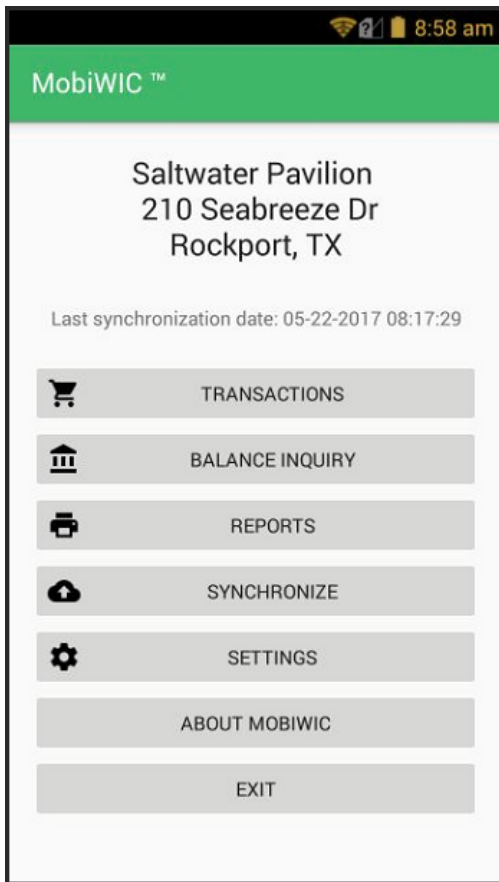 8:58 am
MobiWIC ™
Saltwater Pavilion
210 Seabreeze Dr
Rockport, TX
Last synchronization date: 05-22-2017 08:17:29
TRANSACTIONS
BALANCE INQUIRY
REPORTS
SYNCHRONIZE
SETTINGS
ABOUT MOBIWIC
EXIT